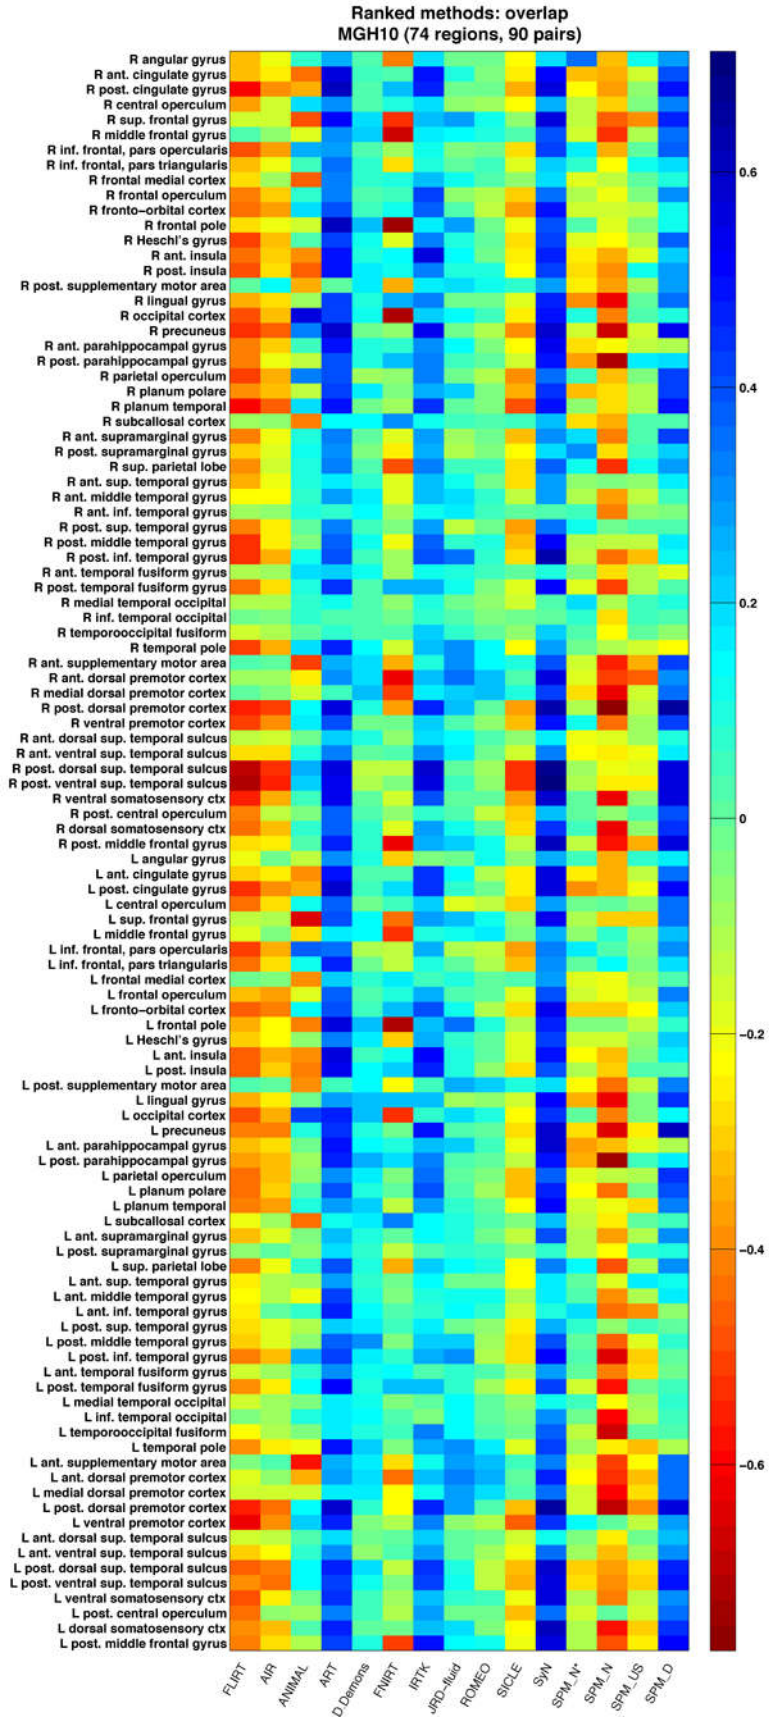 Ranked methods: overlap
MGH10 (74 regions, 90 pairs)
R angular gyrus
R ant. cingulate gyrus
R post. cingulate gyrus
R central operculum
R sup. frontal gyrus
R middle frontal gyrus
R inf. frontal, pars opercularis
R inf. frontal, pars triangularis
R frontal medial cortex
R frontal operculum
R fronto−orbital cortex
R frontal pole
R Heschl's gyrus
R ant. insula
R post. insula
R post. supplementary motor area
R lingual gyrus
R occipital cortex
R precuneus
R ant. parahippocampal gyrus
R post. parahippocampal gyrus
R parietal operculum
R planum polare
R planum temporal
R subcallosal cortex
R ant. supramarginal gyrus
R post. supramarginal gyrus
R sup. parietal lobe
R ant. sup. temporal gyrus
R ant. middle temporal gyrus
R ant. inf. temporal gyrus
R post. sup. temporal gyrus
R post. middle temporal gyrus
R post. inf. temporal gyrus
R ant. temporal fusiform gyrus
R post. temporal fusiform gyrus
R medial temporal occipital
R inf. temporal occipital
R temporooccipital fusiform
R temporal pole
R ant. supplementary motor area
R ant. dorsal premotor cortex
R medial dorsal premotor cortex
R post. dorsal premotor cortex
R ventral premotor cortex
R ant. dorsal sup. temporal sulcus
R ant. ventral sup. temporal sulcus
R post. dorsal sup. temporal sulcus
R post. ventral sup. temporal sulcus
R ventral somatosensory ctx
R post. central operculum
R dorsal somatosensory ctx
R post. middle frontal gyrus
L angular gyrus
L ant. cingulate gyrus
L post. cingulate gyrus
L central operculum
L sup. frontal gyrus
L middle frontal gyrus
L inf. frontal, pars opercularis
L inf. frontal, pars triangularis
L frontal medial cortex
L frontal operculum
L fronto−orbital cortex
L frontal pole
L Heschl's gyrus
L ant. insula
L post. insula
L post. supplementary motor area
L lingual gyrus
L occipital cortex
L precuneus
L ant. parahippocampal gyrus
L post. parahippocampal gyrus
L parietal operculum
L planum polare
L planum temporal
L subcallosal cortex
L ant. supramarginal gyrus
L post. supramarginal gyrus
L sup. parietal lobe
L ant. sup. temporal gyrus
L ant. middle temporal gyrus
L ant. inf. temporal gyrus
L post. sup. temporal gyrus
L post. middle temporal gyrus
L post. inf. temporal gyrus
L ant. temporal fusiform gyrus
L post. temporal fusiform gyrus
L medial temporal occipital
L inf. temporal occipital
L temporooccipital fusiform
L temporal pole
L ant. supplementary motor area
L ant. dorsal premotor cortex
L medial dorsal premotor cortex
L post. dorsal premotor cortex
L ventral premotor cortex
L ant. dorsal sup. temporal sulcus
L ant. ventral sup. temporal sulcus
L post. dorsal sup. temporal sulcus
L post. ventral sup. temporal sulcus
L ventral somatosensory ctx
L post. central operculum
L dorsal somatosensory ctx
L post. middle frontal gyrus
FLIRT
AIR
ANIMAL
ART
D.Demons
FNIRT
IRTK
JRD−fluid
ROMEO
SICLE
SyN
SPM_N*
SPM_N
SPM_US
SPM_D
0.6
0.4
0.2
0
−0.2
−0.4
−0.6